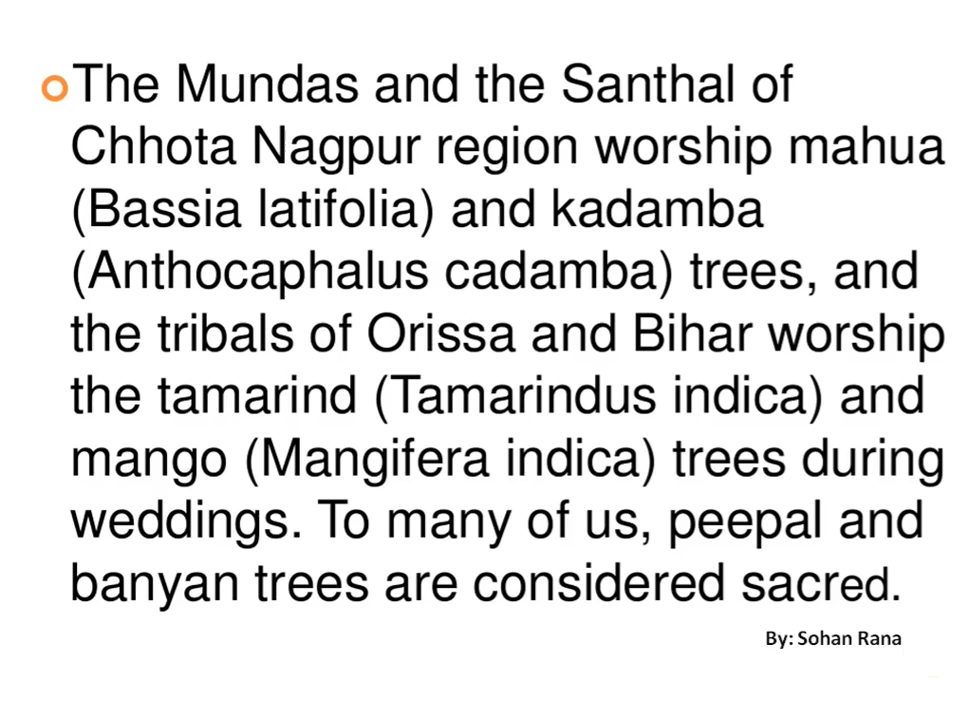 The Mundas and the Santhal of
Chhota Nagpur region worship mahua
(Bassia latifolia) and kadamba
(Anthocaphalus cadamba) trees, and
the tribals of Orissa and Bihar worship
the tamarind (Tamarindus indica) and
mango (Mangifera indica) trees during
weddings. To many of us, peepal and
banyan trees are considered sacred.
By: Sohan Rana